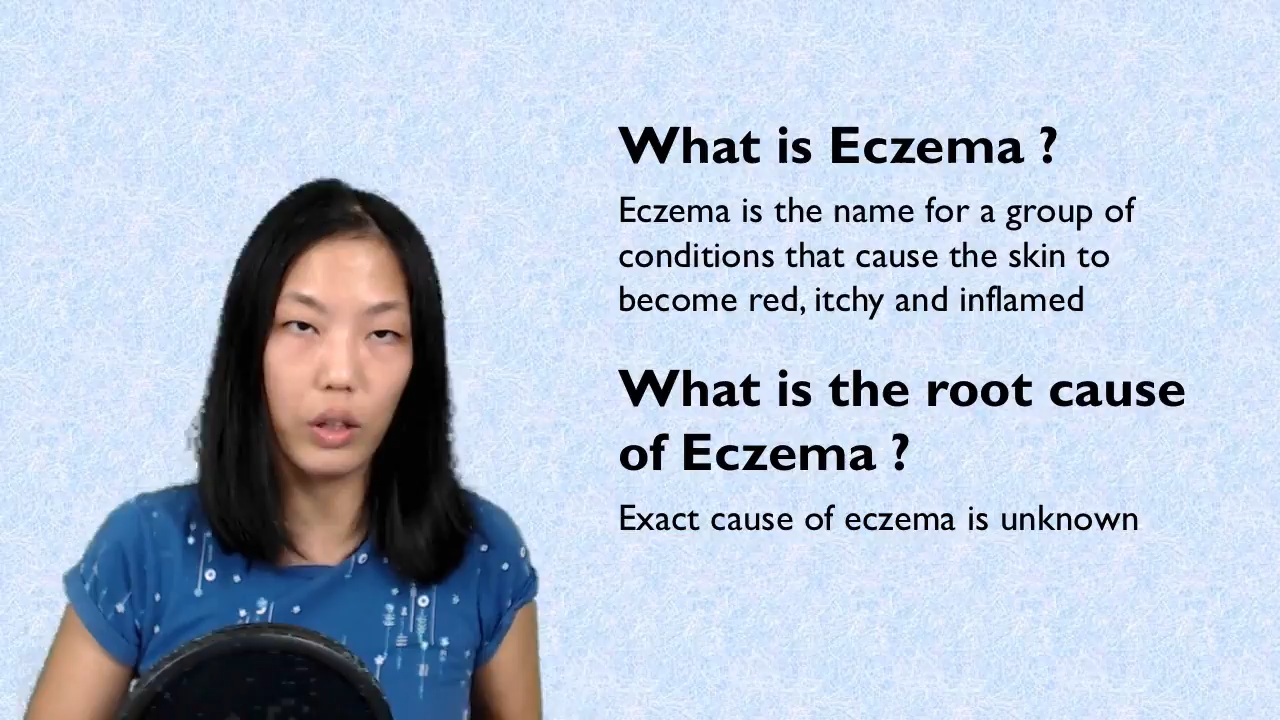 What is Eczema ?
Eczema is the name for a group of
conditions that cause the skin to
become red, itchy and inflamed
What is the root cause
of Eczema ?
Exact cause of eczema is unknown